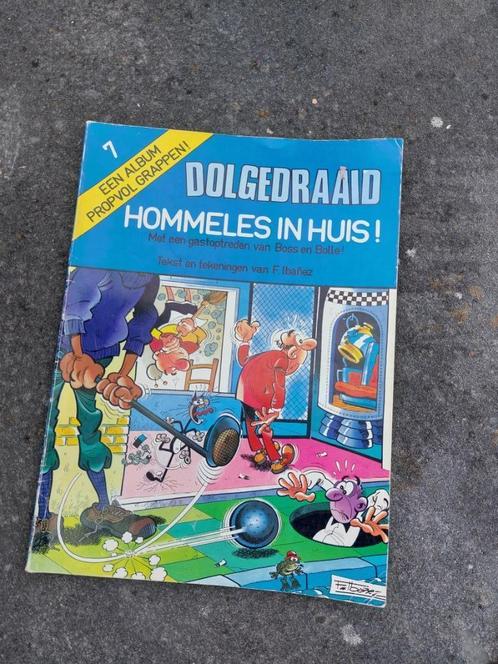 7
EEN ALBUM
PROPVOL GRAPPEN!
DOLGEDRAAID
HOMMELES IN HUIS!
Met een gastoptreden van Boss en Bolle!
Tekst en tekeningen van F. Ibañez